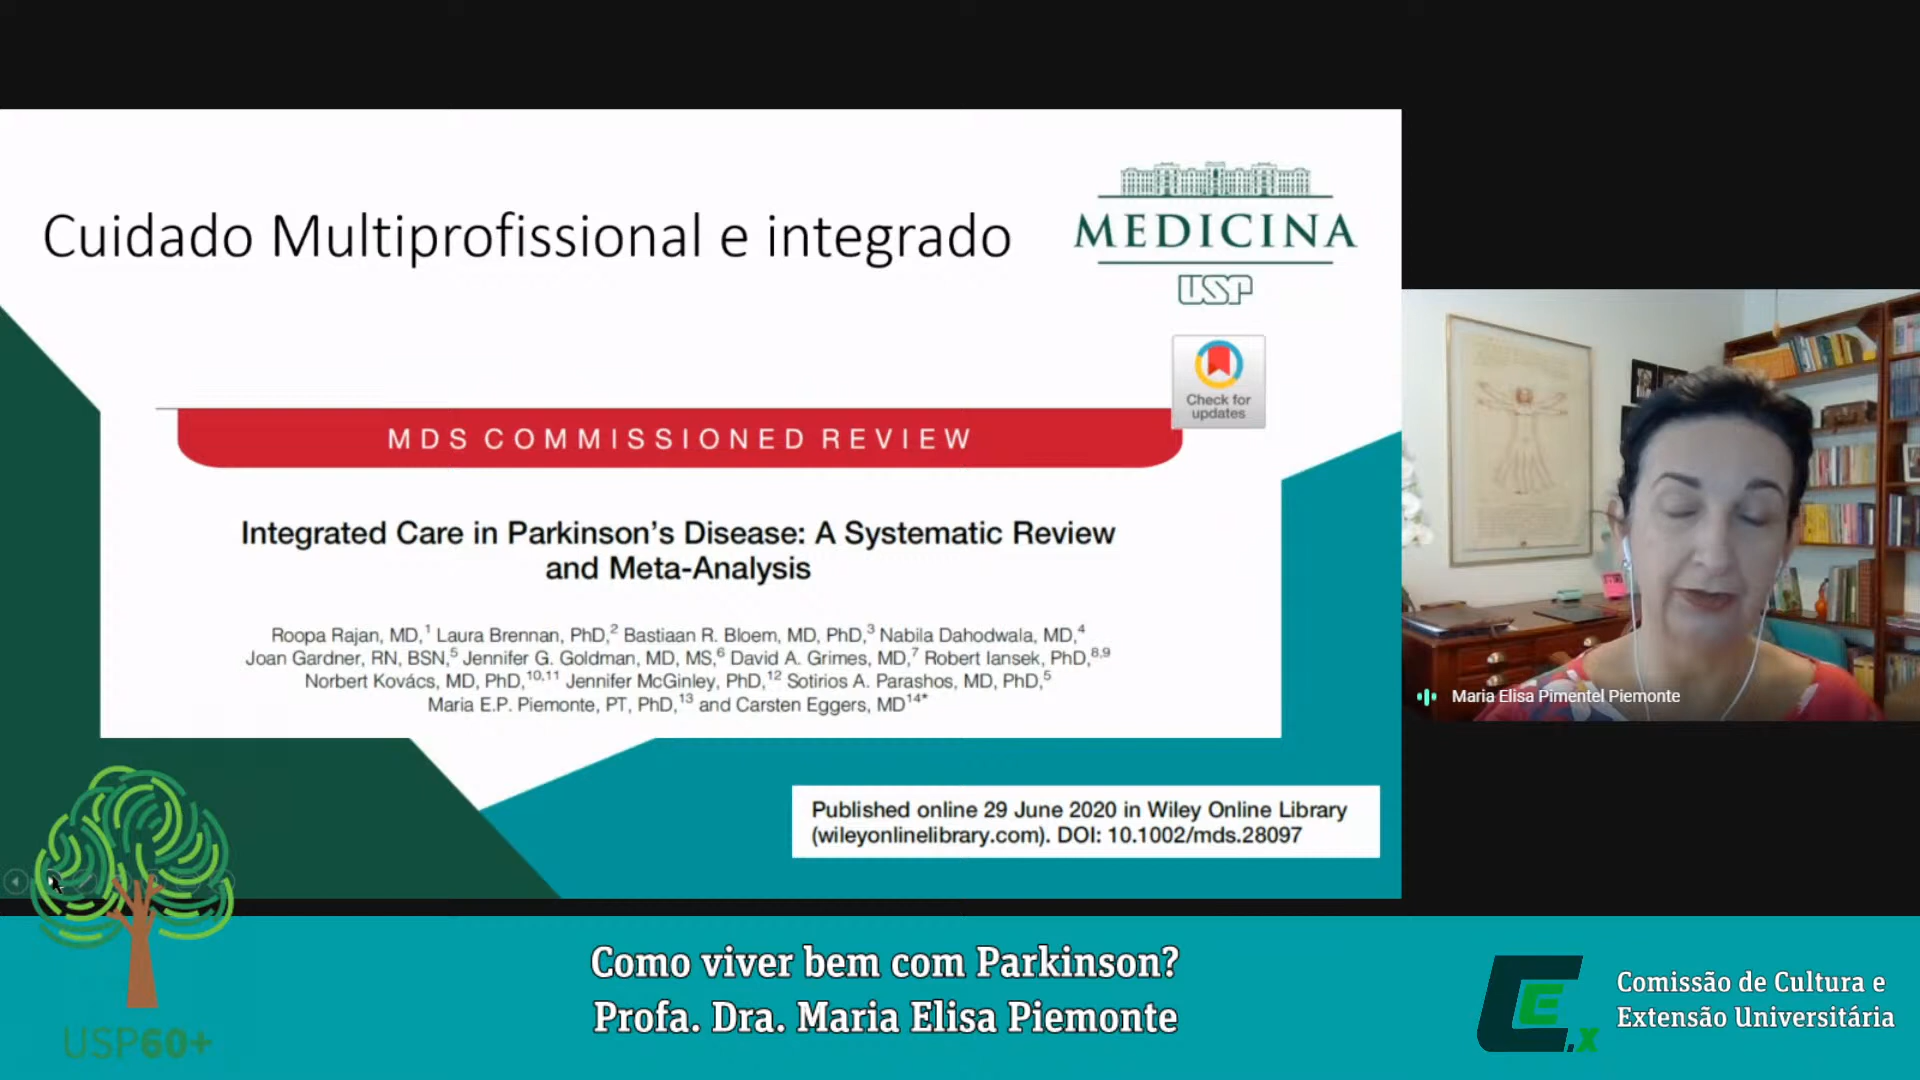 Cuidado Multiprofissional e integrado
MEDICINA
USP
Check for
updates
MDS COMMISSIONED REVIEW
Integrated Care in Parkinson's Disease: A Systematic Review
and Meta-Analysis
Roopa Rajan, MD,1 Laura Brennan, PhD,2 Bastiaan R. Bloem, MD, PhD,3 Nabila Dahodwala, MD,4
Joan Gardner, RN, BSN,5 Jennifer G. Goldman, MD, MS,6 David A. Grimes, MD,7 Robert Iansek, PhD,8,9
Norbert Kovács, MD, PhD,10,11 Jennifer McGinley, PhD,12 Sotirios A. Parashos, MD, PhD,5
Maria E.P. Piemonte, PT, PhD,13 and Carsten Eggers, MD14*
Published online 29 June 2020 in Wiley Online Library
(wileyonlinelibrary.com). DOI: 10.1002/mds.28097
Maria Elisa Pimentel Piemonte
USP60+
Como viver bem com Parkinson?
Profa. Dra. Maria Elisa Piemonte
CE.x
Comissão de Cultura e
Extensão Universitária